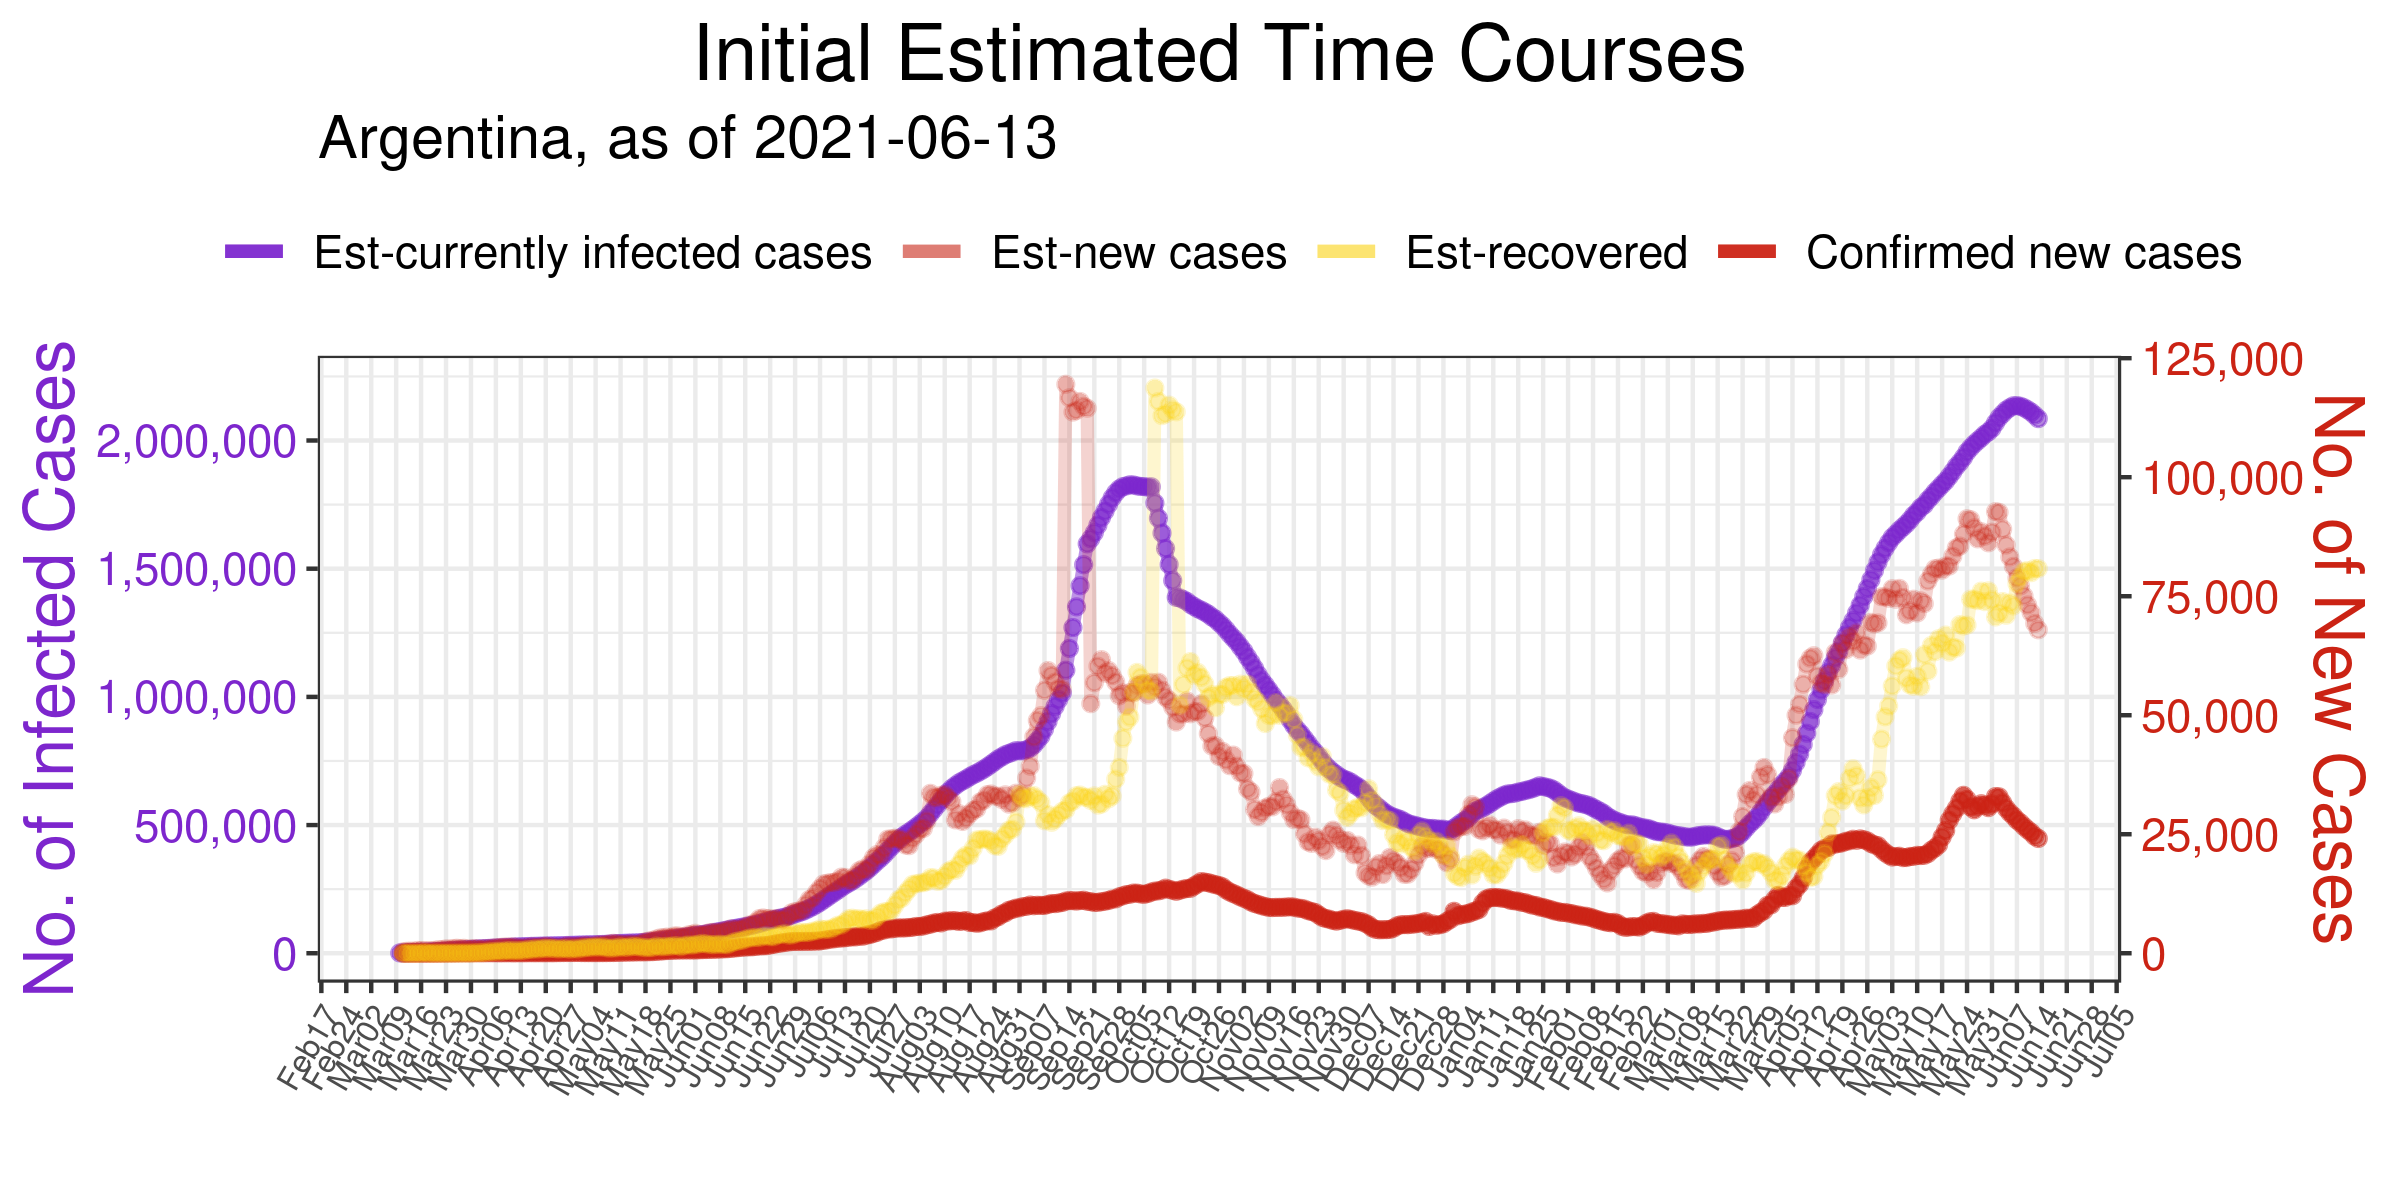 Initial Estimated Time Courses
Argentina, as of 2021-06-13
Est-currently infected cases
Est-new cases
Est-recovered
Confirmed new cases
No. of Infected Cases
2,000,000
1,500,000
1,000,000
500,000
0
125,000
100,000
75,000
50,000
25,000
0
No. of New Cases
Feb17
Feb24
Mar02
Mar09
Mar16
Mar23
Mar30
Apr06
Apr13
Apr20
Apr27
May04
May11
May18
May25
Jun01
Jun08
Jun15
Jun22
Jun29
Jul06
Jul13
Jul20
Jul27
Aug03
Aug10
Aug17
Aug24
Aug31
Sep07
Sep14
Sep21
Sep28
Oct05
Oct12
Oct19
Oct26
Nov02
Nov09
Nov16
Nov23
Nov30
Dec07
Dec14
Dec21
Dec28
Jan04
Jan11
Jan18
Jan25
Feb01
Feb08
Feb15
Feb22
Mar01
Mar08
Mar15
Mar22
Mar29
Apr05
Apr12
Apr19
Apr26
May03
May10
May17
May24
May31
Jun07
Jun14
Jun21
Jun28
Jul05